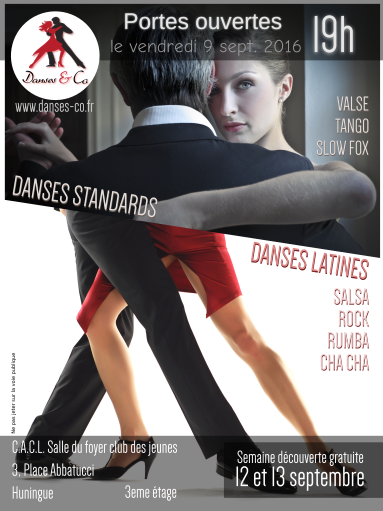 Portes ouvertes
le vendredi 9 sept. 2016
19h
Danses & Co
www.danses-co.fr
VALSE
TANGO
SLOW FOX
DANSES STANDARDS
DANSES LATINES
SALSA
ROCK
RUMBA
CHA CHA
Ne pas jeter sur la voie publique
C.A.C.L. Salle du foyer club des jeunes
3, Place Abbatucci
Huningue
3eme étage
Semaine découverte gratuite
12 et 13 septembre